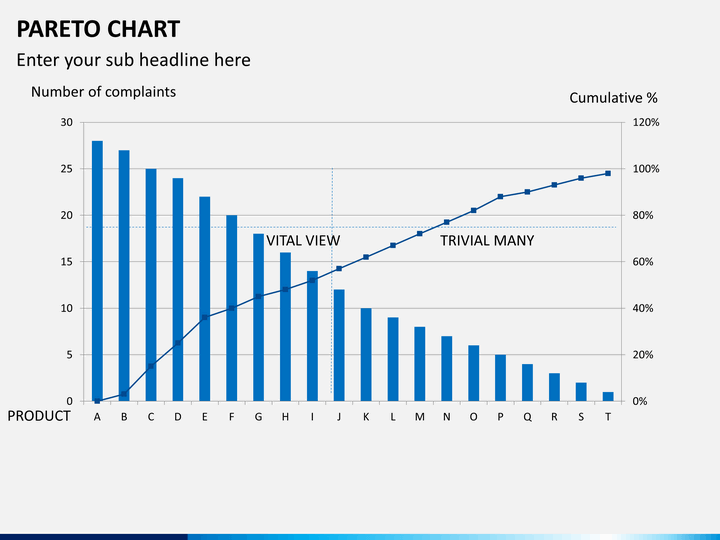 PARETO CHART
Enter your sub headline here
Number of complaints
Cumulative %
30 120%
25 100%
20 80%
VITAL VIEW TRIVIAL MANY
15 60%
10 40%
5 20%
0 0%
PRODUCT A B C D E F G H I J K L M N O P Q R S T